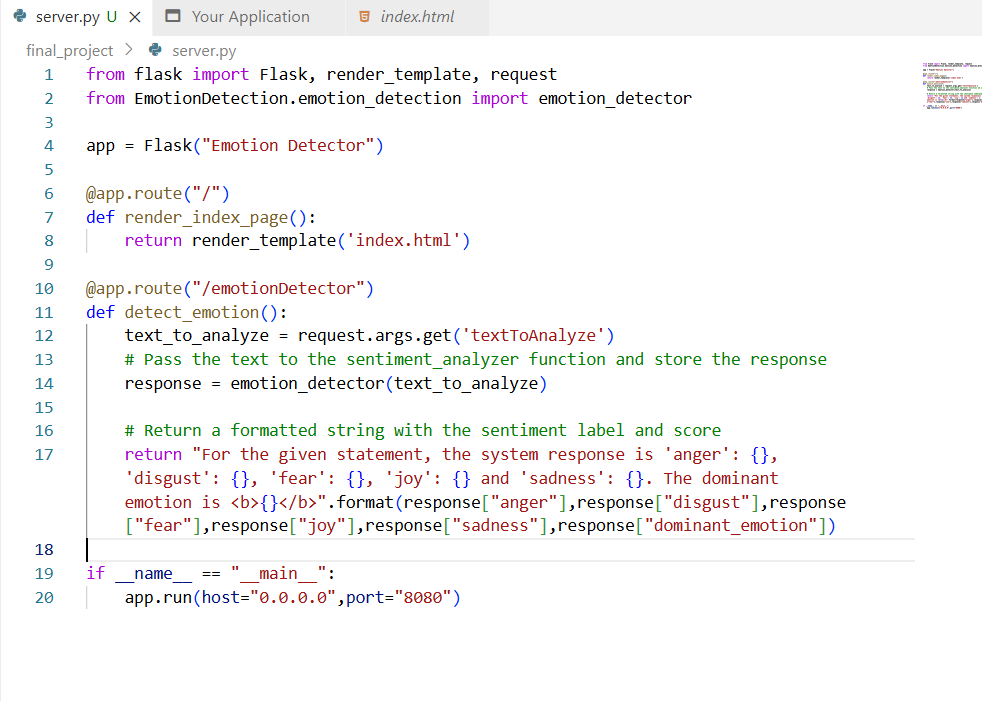 server.py U
Your Application
index.html
final_project > server.py
1 from flask import Flask, render_template, request
2 from EmotionDetection.emotion_detection import emotion_detector
3
4 app = Flask("Emotion Detector")
5
6 @app.route("/")
7 def render_index_page():
8 return render_template('index.html')
9
10 @app.route("/emotionDetector")
11 def detect_emotion():
12 text_to_analyze = request.args.get('textToAnalyze')
13 # Pass the text to the sentiment_analyzer function and store the response
14 response = emotion_detector(text_to_analyze)
15
16 # Return a formatted string with the sentiment label and score
17 return "For the given statement, the system response is 'anger': {},
'disgust': {}, 'fear': {}, 'joy': {} and 'sadness': {}. The dominant
emotion is <b>{}</b>".format(response["anger"],response["disgust"],response
["fear"],response["joy"],response["sadness"],response["dominant_emotion"])
18
19 if __name__ == "__main__":
20 app.run(host="0.0.0.0",port="8080")